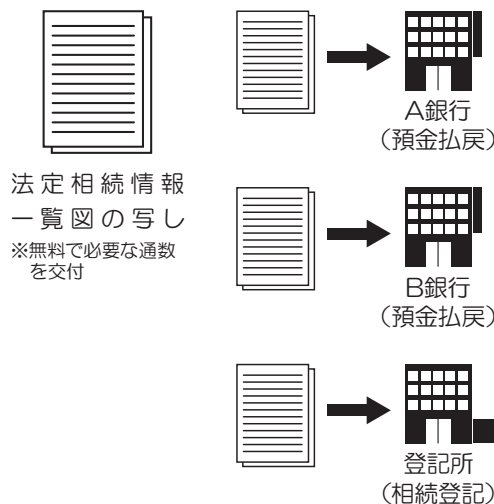 法定相続情報
一覧図の写し
※無料で必要な通数
を交付
A銀行
(預金払戻)
B銀行
(預金払戻)
登記所
(相続登記)